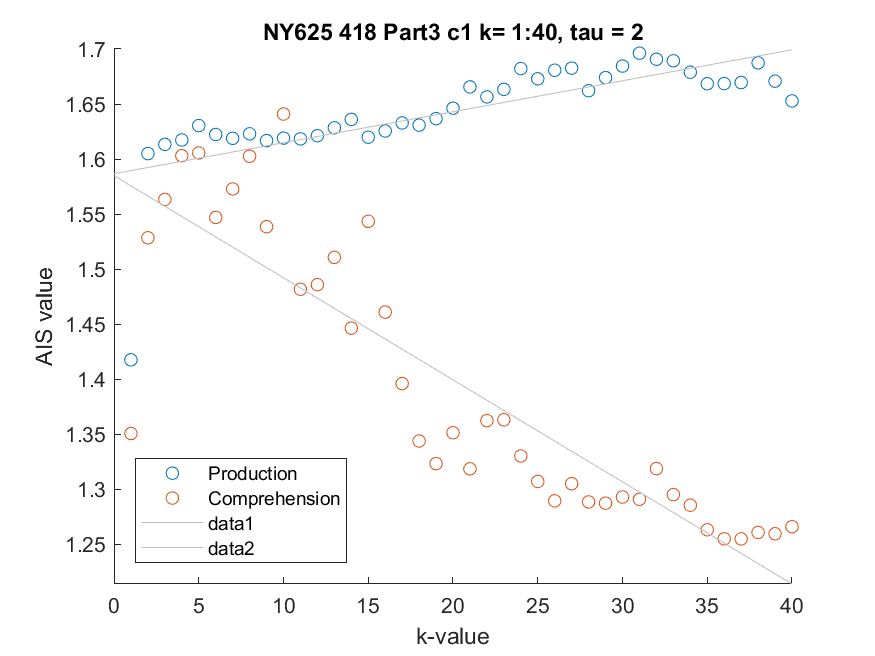 NY625 418 Part3 c1 k= 1:40, tau = 2
1.7
1.65
1.6
1.55
1.5
1.45
1.4
1.35
1.3
1.25
AIS value
Production
Comprehension
data1
data2
0 5 10 15 20 25 30 35 40
k-value